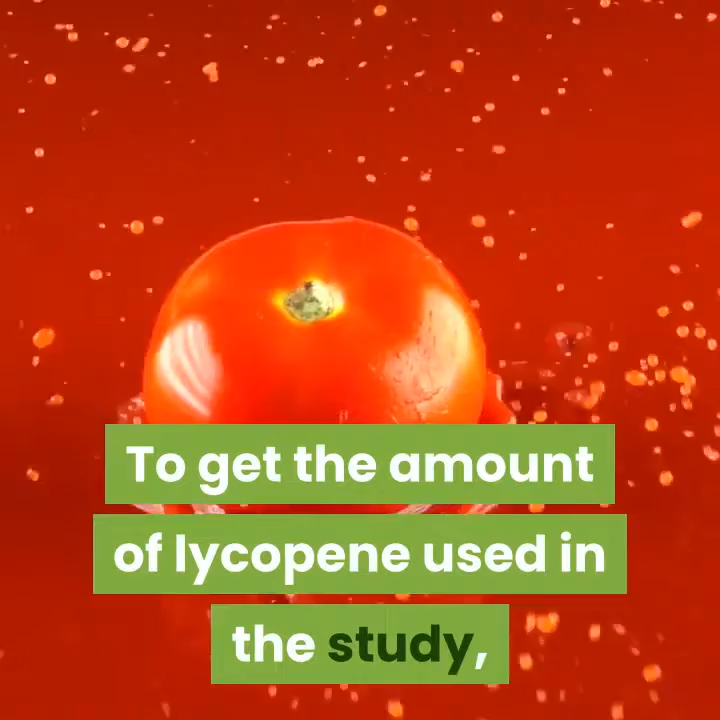 To get the amount
of lycopene used in
the study,